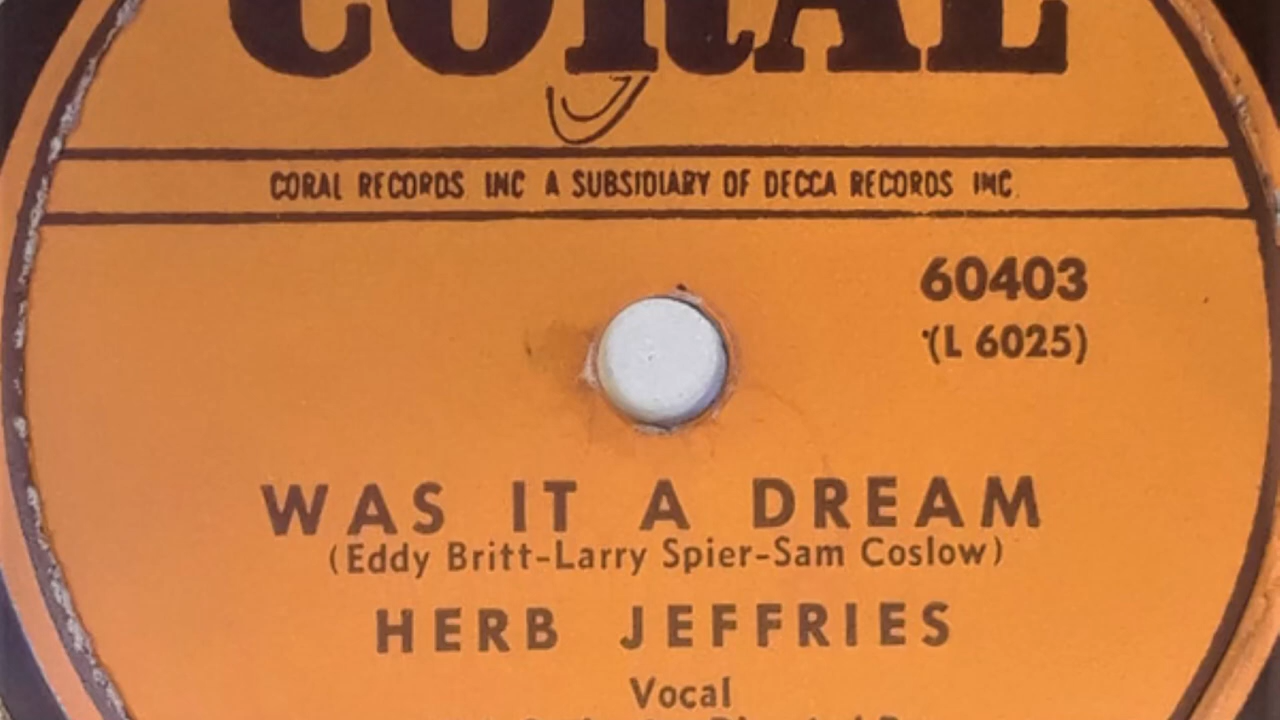 CORAL
CORAL RECORDS INC A SUBSIDIARY OF DECCA RECORDS INC.
60403
(L 6025)
WAS IT A DREAM
(Eddy Britt-Larry Spier-Sam Coslow)
HERB JEFFRIES
Vocal